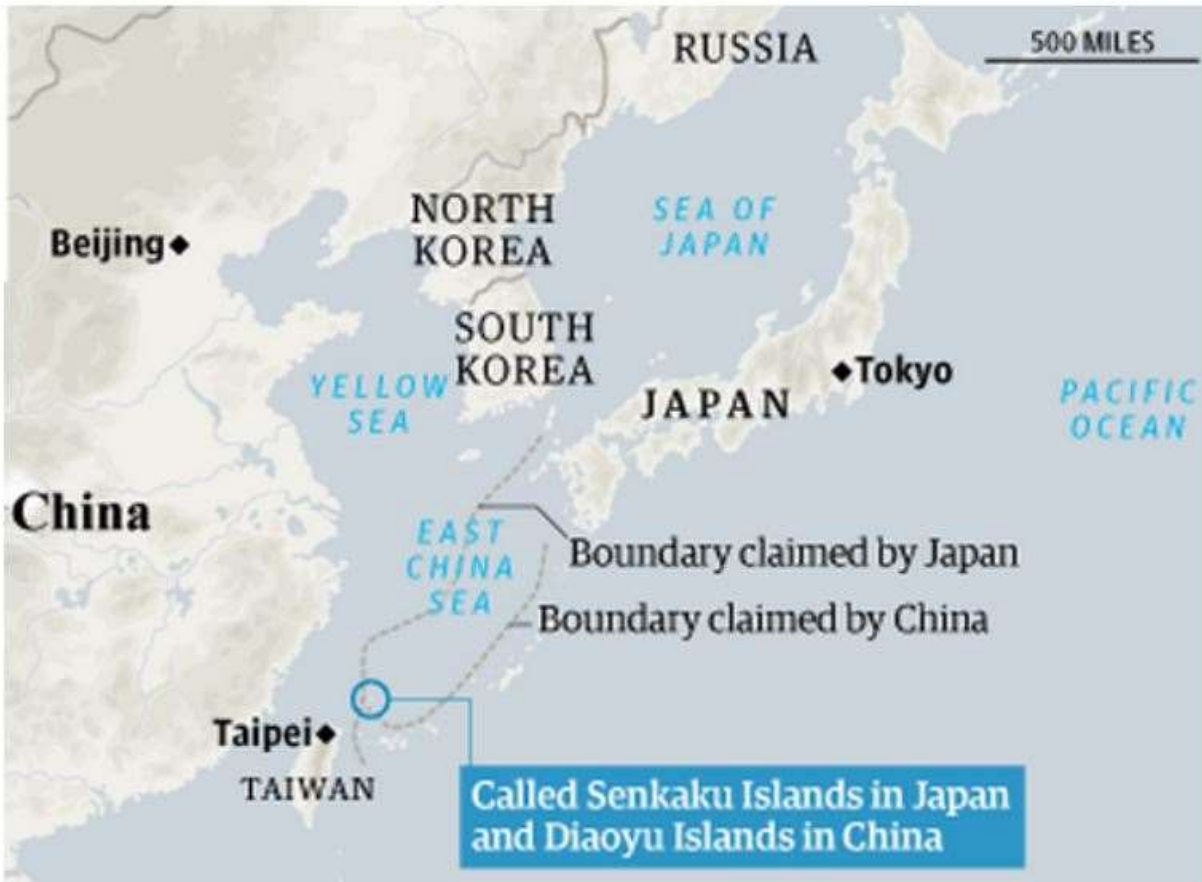 RUSSIA
500 MILES
NORTH
KOREA
SEA OF
JAPAN
Beijing
SOUTH
KOREA
YELLOW
SEA
Tokyo
JAPAN
PACIFIC
OCEAN
China
EAST
CHINA
SEA
Boundary claimed by Japan
Boundary claimed by China
Taipei
TAIWAN
Called Senkaku Islands in Japan
and Diaoyu Islands in China